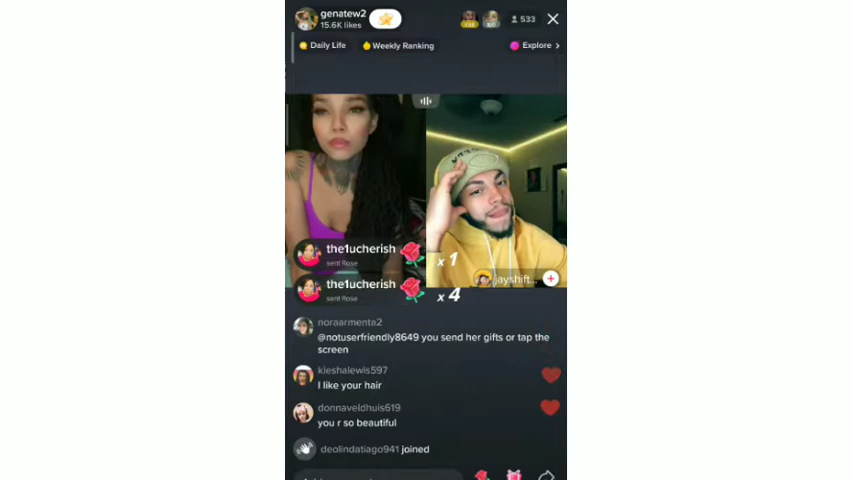 genatew2
15.6K likes
533
Daily Life
Weekly Ranking
Explore >
the1ucherish
sent Rose
x 1
jayshift...
the1ucherish
sent Rose
x 4
noraarmenta2
@notuserfriendly8649 you send her gifts or tap the
screen
kieshalewis597
I like your hair
donnaveldhuis619
you r so beautiful
deolindatiago941 joined